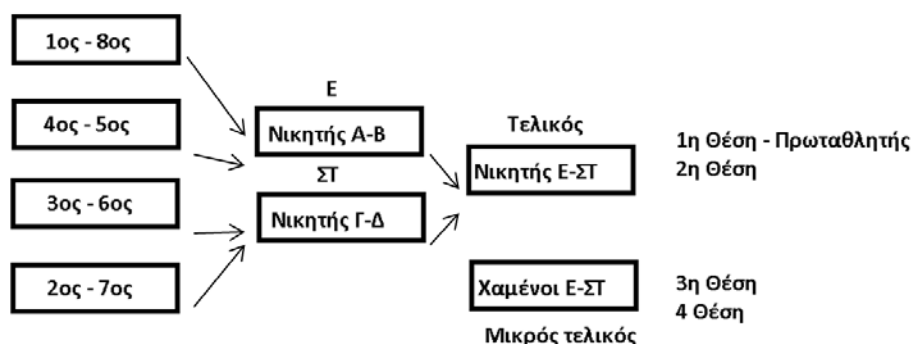 1ος - 8ος
4ος - 5ος
3ος - 6ος
2ος - 7ος
Ε
Νικητής Α-Β
ΣΤ
Νικητής Γ-Δ
Τελικός
Νικητής Ε-ΣΤ
Χαμένοι Ε-ΣΤ
Μικρός τελικός
1η Θέση - Πρωταθλητής
2η Θέση
3η Θέση
4 Θέση